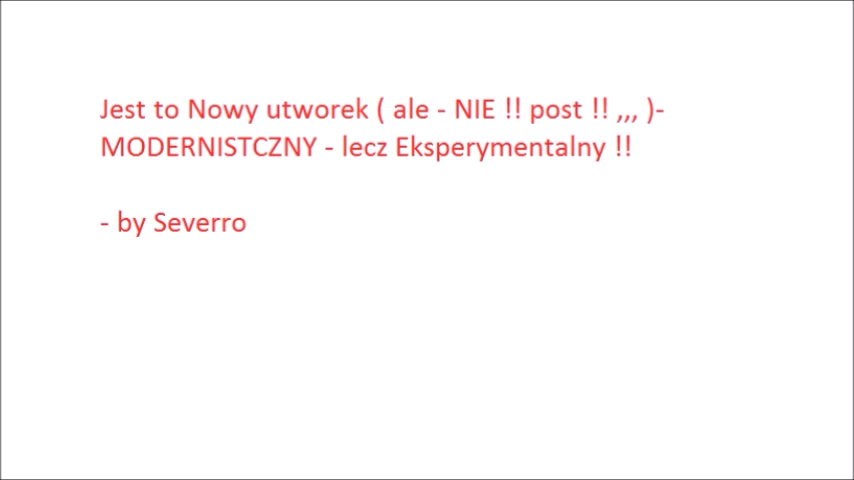 Jest to Nowy utworek ( ale - NIE !! post !! ,,, )-
MODERNISTCZNY - lecz Eksperymentalny !!
- by Severro